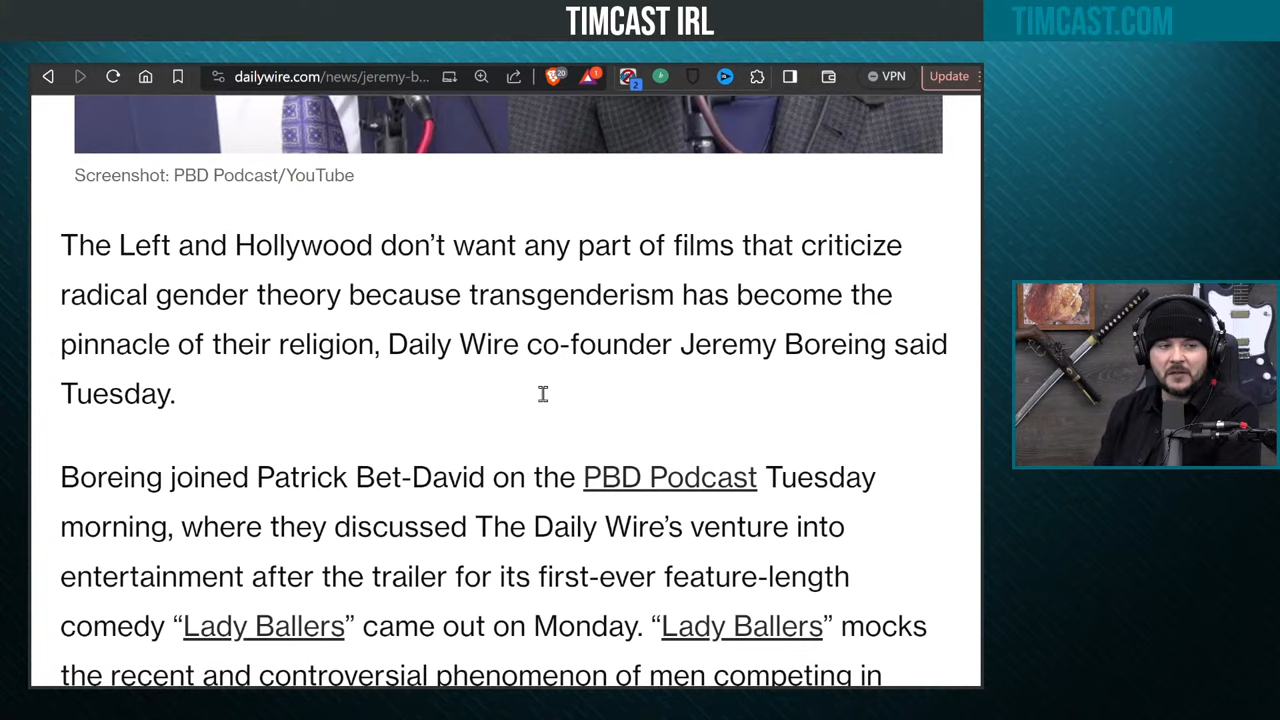 TIMCAST IRL
TIMCAST.COM
dailywire.com/news/jeremy-b...
20
1
2
VPN
Update
Screenshot: PBD Podcast/YouTube
The Left and Hollywood don’t want any part of films that criticize
radical gender theory because transgenderism has become the
pinnacle of their religion, Daily Wire co-founder Jeremy Boreing said
Tuesday.
Boreing joined Patrick Bet-David on the PBD Podcast Tuesday
morning, where they discussed The Daily Wire’s venture into
entertainment after the trailer for its first-ever feature-length
comedy “Lady Ballers” came out on Monday. “Lady Ballers” mocks
the recent and controversial phenomenon of men competing in